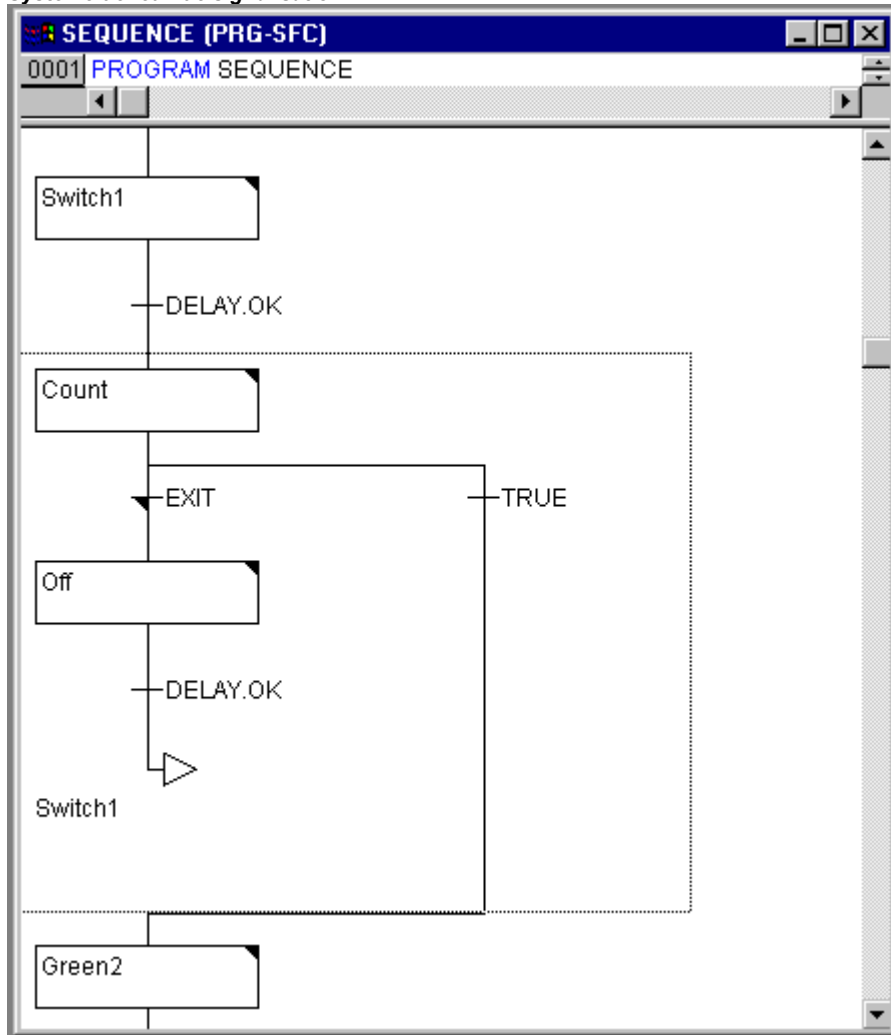 SEQUENCE (PRG-SFC)
0001 PROGRAM SEQUENCE
Switch1
DELAY.OK
Count
EXIT TRUE
Off
DELAY.OK
Switch1
Green2